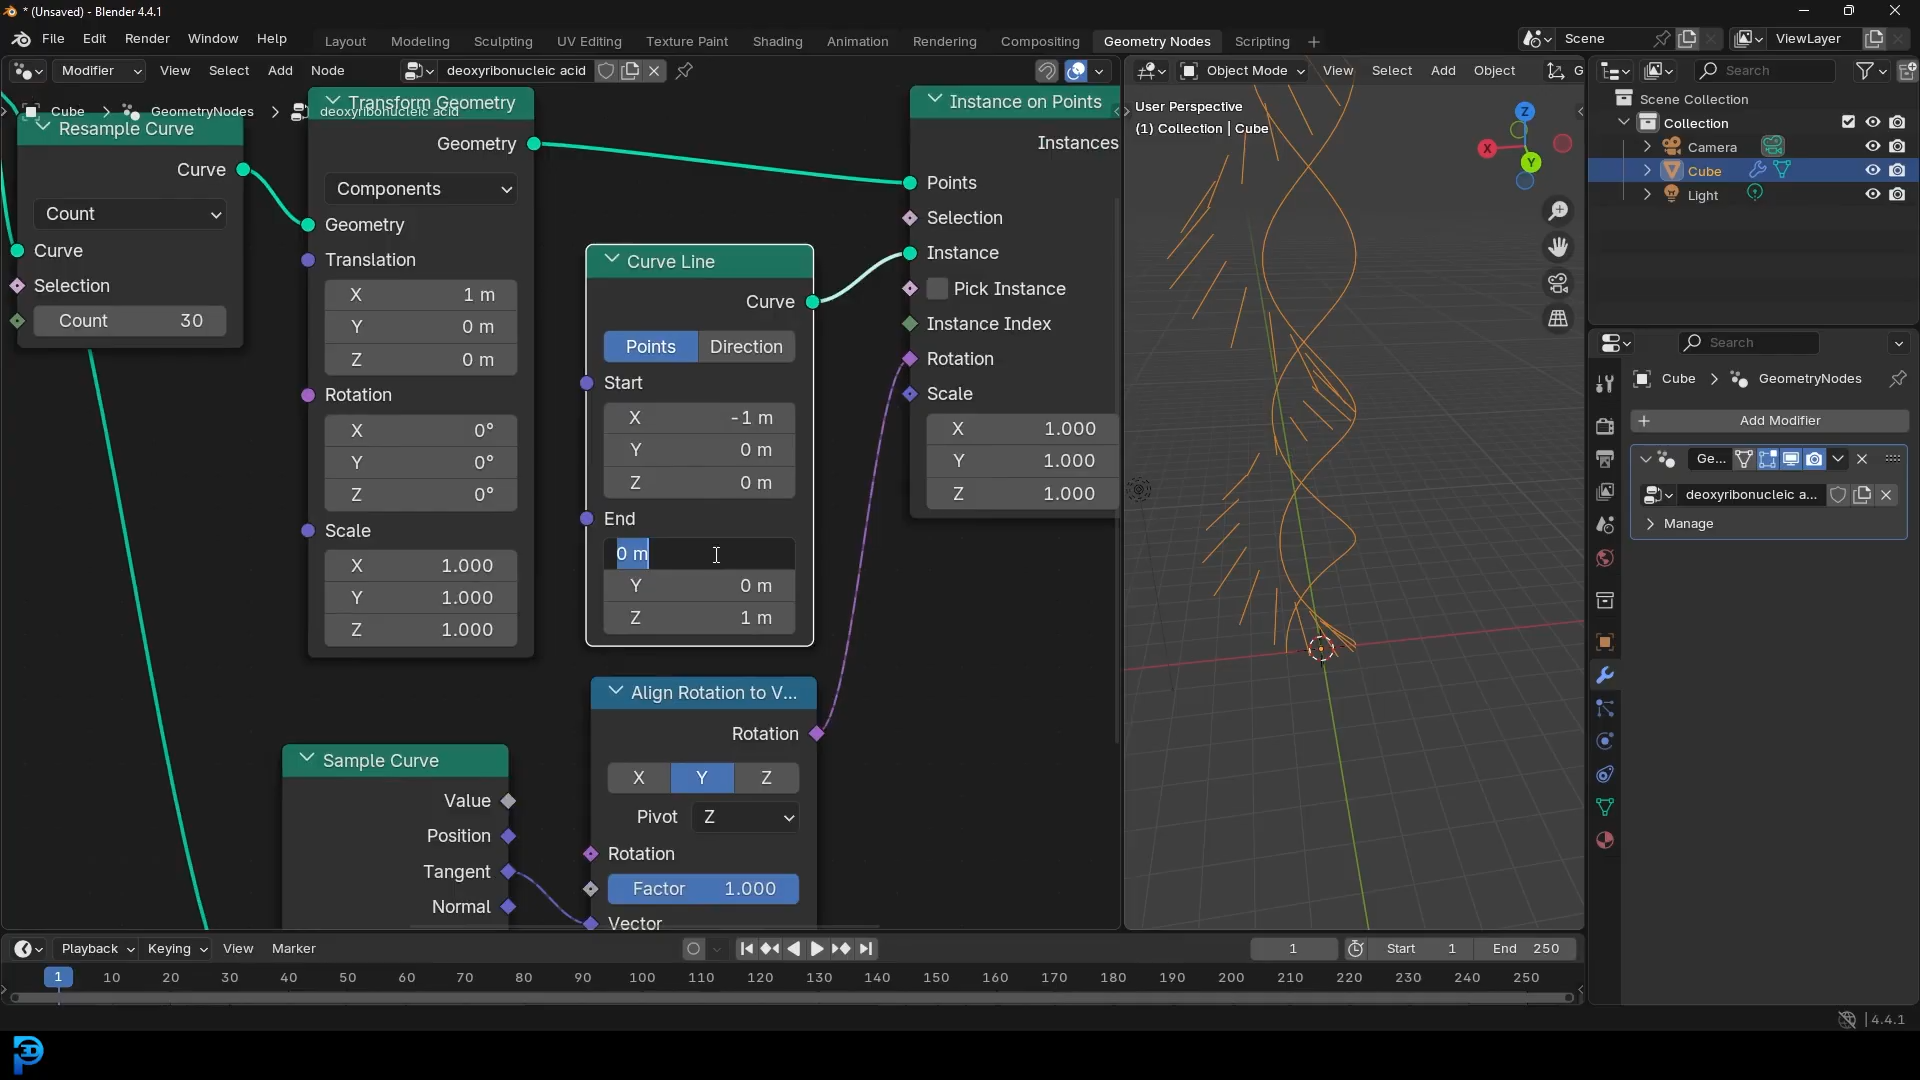 * (Unsaved) - Blender 4.4.1
File Edit Render Window Help
Layout Modeling Sculpting UV Editing Texture Paint Shading Animation Rendering Compositing Geometry Nodes Scripting
Scene
ViewLayer
Modifier View Select Add Node
deoxyribonucleic acid
Object Mode View Select Add Object G
Search
Cube GeometryNodes deoxyribonucleic acid
Resample Curve
Curve
Count
Curve
Selection
Count 30
Transform Geometry
Geometry
Components
Geometry
Translation
X 1 m
Y 0 m
Z 0 m
Rotation
X 0°
Y 0°
Z 0°
Scale
X 1.000
Y 1.000
Z 1.000
Curve Line
Curve
Points Direction
Start
X -1 m
Y 0 m
Z 0 m
End
0 m
Y 0 m
Z 1 m
Instance on Points
Instances
Points
Selection
Instance
Pick Instance
Instance Index
Rotation
Scale
X 1.000
Y 1.000
Z 1.000
Sample Curve
Value
Position
Tangent
Normal
Align Rotation to V...
Rotation
X Y Z
Pivot Z
Rotation
Factor 1.000
Vector
User Perspective
(1) Collection | Cube
Z
X
Y
Scene Collection
Collection
Camera
Cube
Light
Search
Cube GeometryNodes
Add Modifier
Ge...
deoxyribonucleic a...
Manage
Playback Keying View Marker
1
Start 1
End 250
1 10 20 30 40 50 60 70 80 90 100 110 120 130 140 150 160 170 180 190 200 210 220 230 240 250
4.4.1